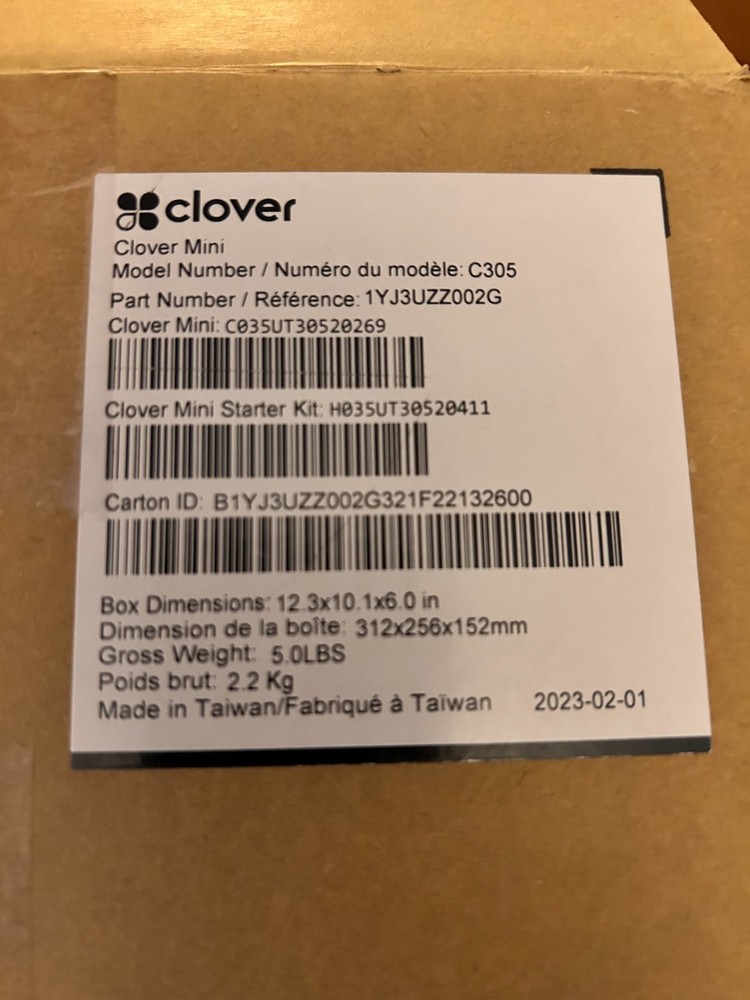 clover
Clover Mini
Model Number / Numéro du modèle: C305
Part Number / Référence: 1YJ3UZZ002G
Clover Mini: C035UT30520269
Clover Mini Starter Kit: H035UT30520411
Carton ID: B1YJ3UZZ002G321F22132600
Box Dimensions: 12.3x10.1x6.0 in
Dimension de la boîte: 312x256x152mm
Gross Weight: 5.0LBS
Poids brut: 2.2 Kg
Made in Taiwan/Fabriqué à Taïwan 2023-02-01